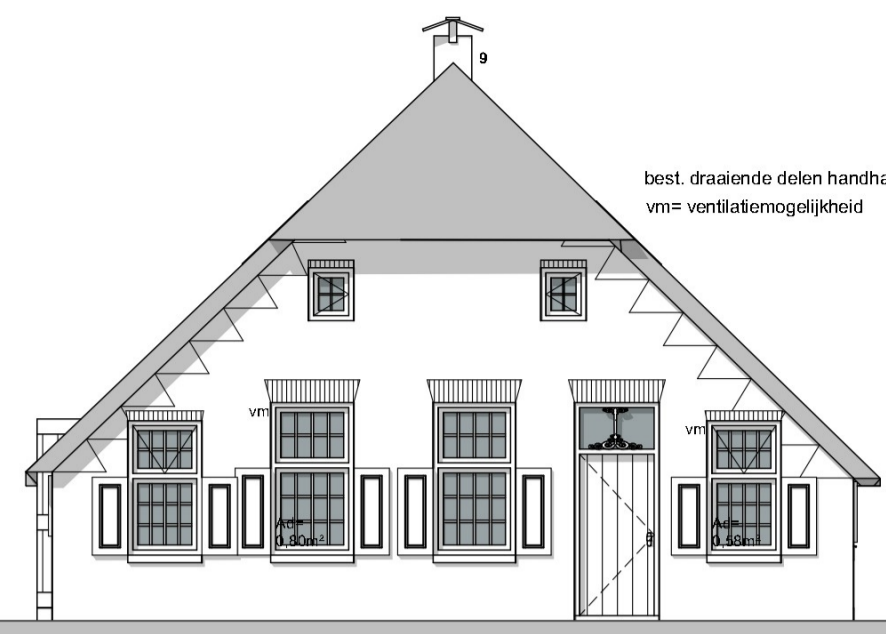 9
best. draaiende delen handha
vm= ventilatiemogelijkheid
vm
vm
Ad=
0,80m²
Ad=
0,58m²